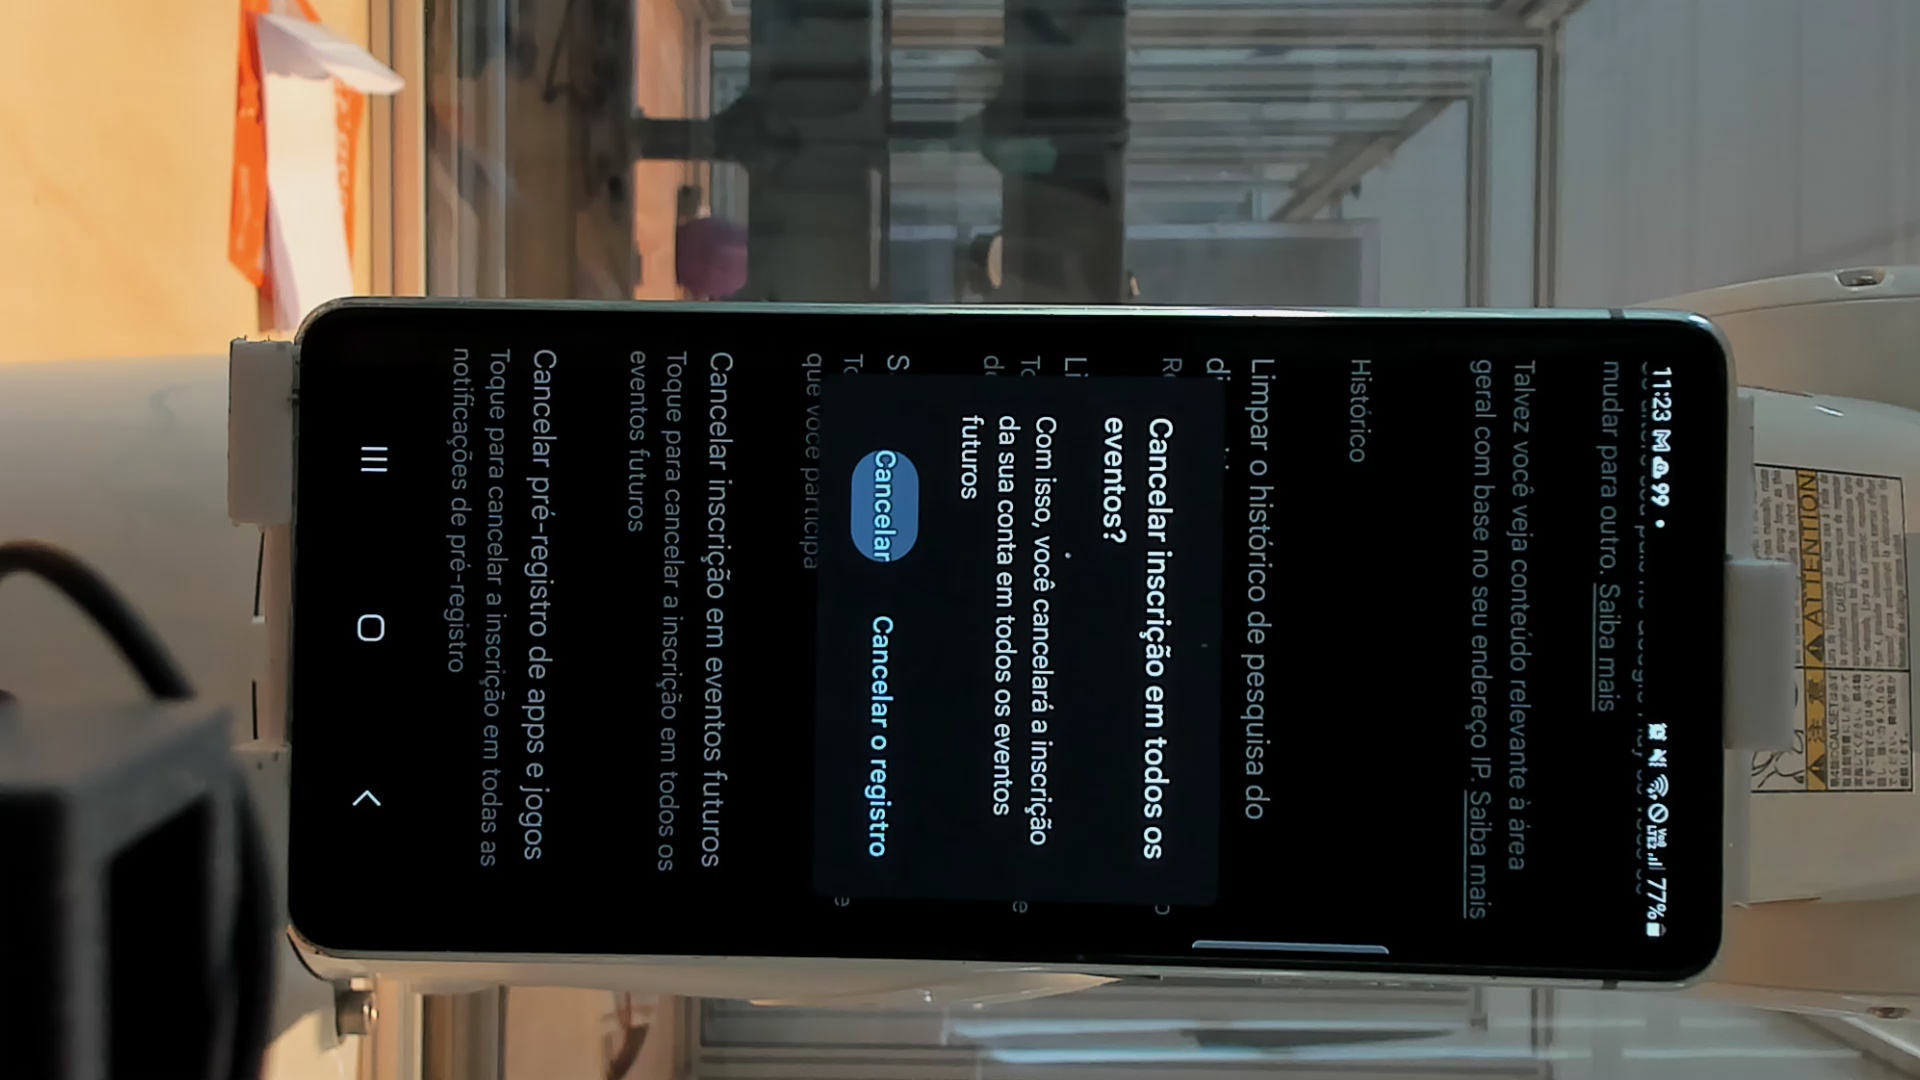 11:23 M 99 •
77%
mudar para outro. Saiba mais
Talvez você veja conteúdo relevante à área
geral com base no seu endereço IP. Saiba mais
Histórico
Limpar o histórico de pesquisa do
Cancelar inscrição em todos os
eventos?
Com isso, você cancelará a inscrição
da sua conta em todos os eventos
futuros
Cancelar
Cancelar o registro
que você participa
Cancelar inscrição em eventos futuros
Toque para cancelar a inscrição em todos os
eventos futuros
Cancelar pré-registro de apps e jogos
Toque para cancelar a inscrição em todas as
notificações de pré-registro
ATTENTION
注意